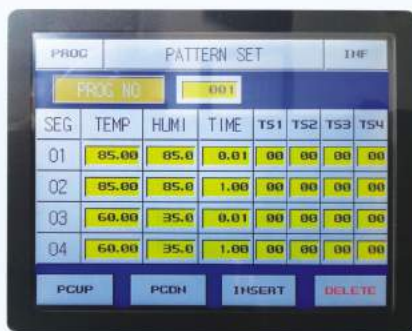 PROG PATTERN SET INF
PROG NO 001
SEG TEMP HUMI TIME TS1 TS2 TS3 TS4
01 85.00 85.0 0.01 00 00 00 00
02 85.00 85.0 1.00 00 00 00 00
03 60.00 35.0 0.01 00 00 00 00
04 60.00 35.0 1.00 00 00 00 00
PCUP PCDN INSERT DELETE